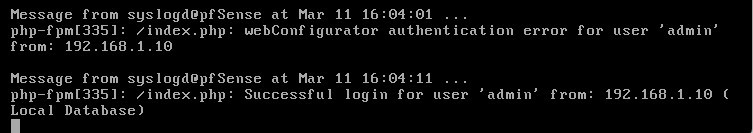 Message from syslogd@pfSense at Mar 11 16:04:01 ...
php-fpm[335]: /index.php: webConfigurator authentication error for user 'admin'
from: 192.168.1.10
Message from syslogd@pfSense at Mar 11 16:04:11 ...
php-fpm[335]: /index.php: Successful login for user 'admin' from: 192.168.1.10 (
Local Database)